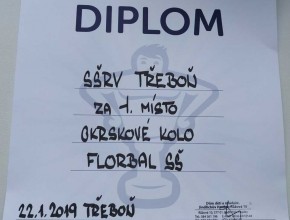 DIPLOM
SŠRV TŘEBOŇ
ZA 1. MÍSTO
OKRSKOVÉ KOLO
FLORBAL SŠ
22.1.2019 TŘEBOŇ